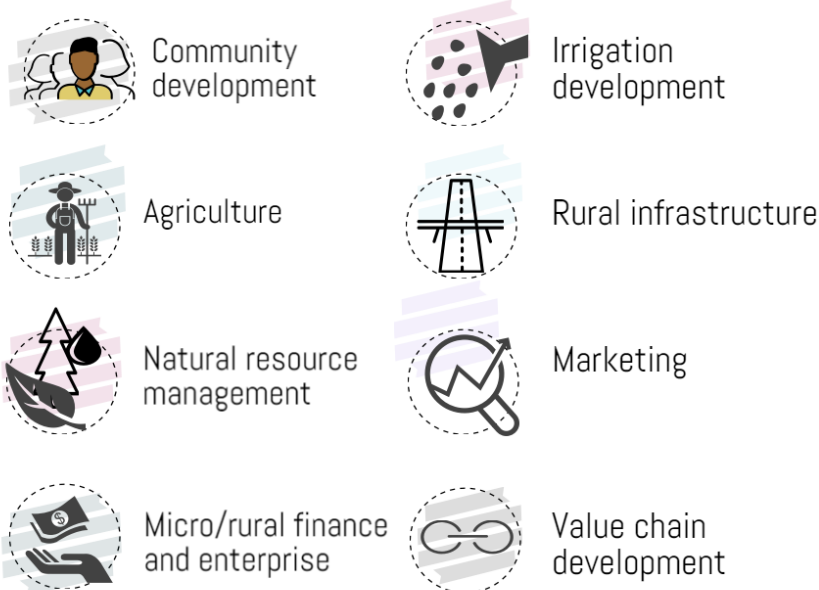 Community
development
Irrigation
development
Agriculture
Rural infrastructure
Natural resource
management
Marketing
Micro/rural finance
and enterprise
Value chain
development
$